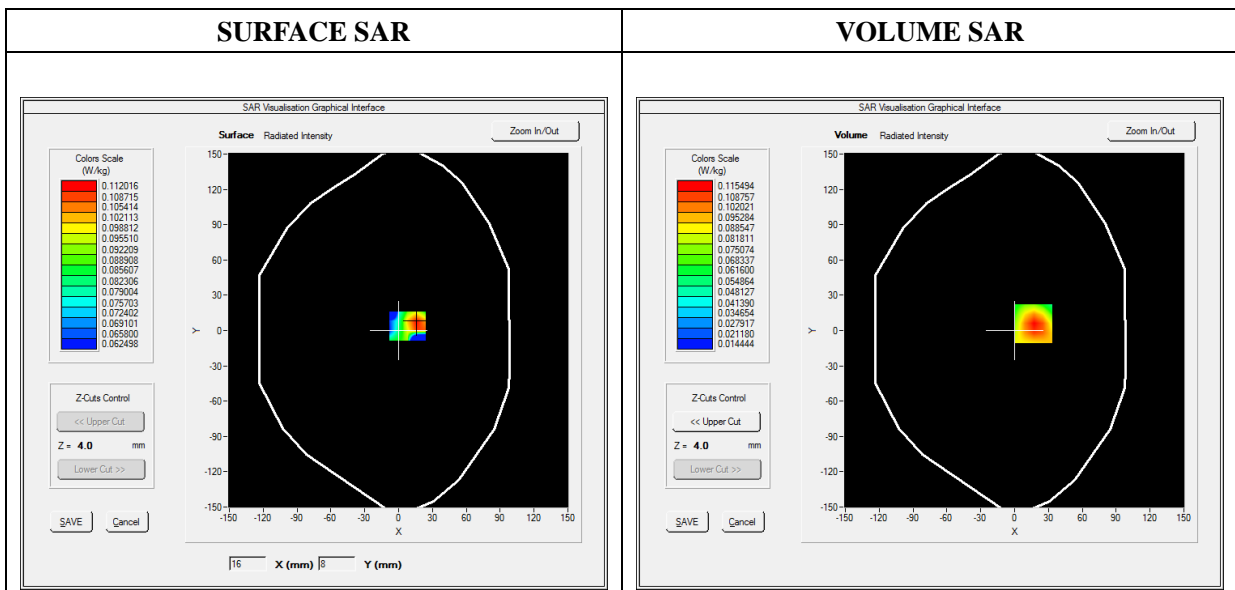 SURFACE SAR
VOLUME SAR
SAR Visualisation Graphical Interface
Surface Radiated Intensity
Zoom In/Out
Colors Scale
(W/kg)
0.112016
0.108715
0.105414
0.102113
0.098812
0.095510
0.092209
0.088908
0.085607
0.082306
0.079004
0.075703
0.072402
0.069101
0.065800
0.062498
Z-Cuts Control
<< Upper Cut
Z = 4.0 mm
Lower Cut >>
SAVE Cancel
150
120
90
60
30
0
-30
-60
-90
-120
-150
Y
-150 -120 -90 -60 -30 0 30 60 90 120 150
X
16 X (mm) 8 Y (mm)
SAR Visualisation Graphical Interface
Volume Radiated Intensity
Zoom In/Out
Colors Scale
(W/kg)
0.115494
0.108757
0.102021
0.095284
0.088547
0.081811
0.075074
0.068337
0.061600
0.054864
0.048127
0.041390
0.034654
0.027917
0.021180
0.014444
Z-Cuts Control
<< Upper Cut
Z = 4.0 mm
Lower Cut >>
SAVE Cancel
150
120
90
60
30
0
-30
-60
-90
-120
-150
Y
-150 -120 -90 -60 -30 0 30 60 90 120 150
X